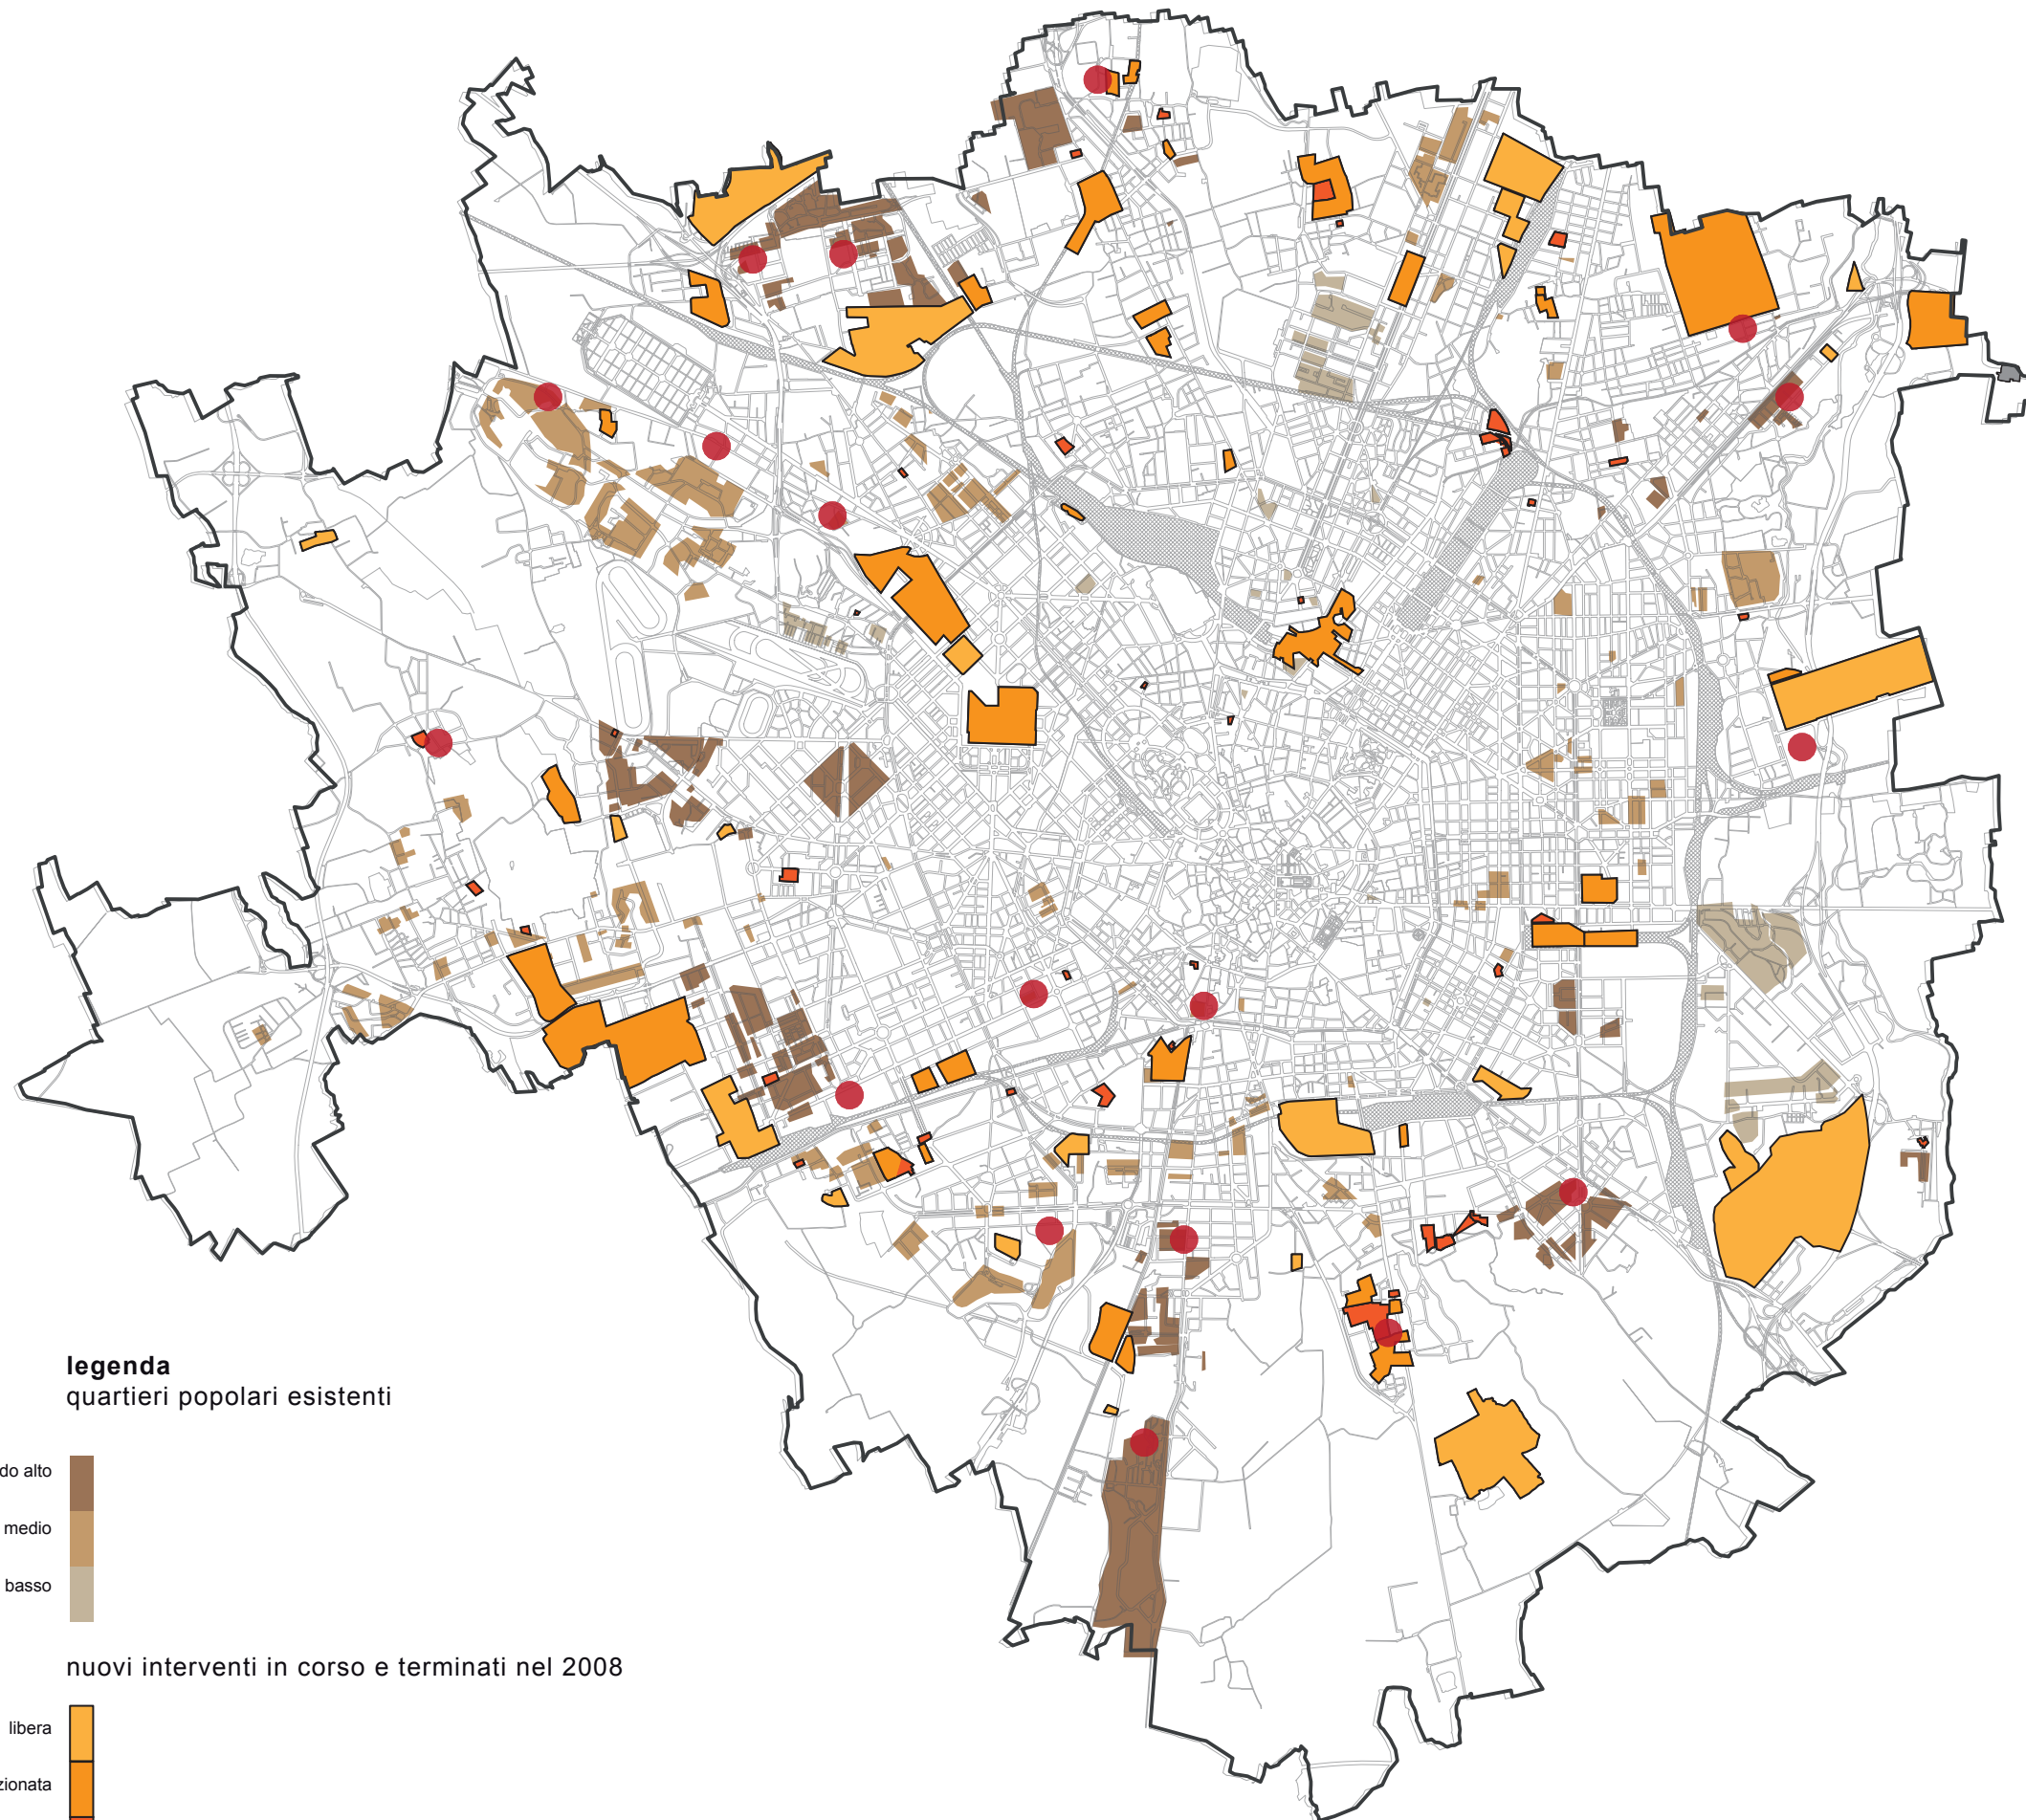 legenda
quartieri popolari esistenti
do alto
medio
basso
nuovi interventi in corso e terminati nel 2008
libera
zionata